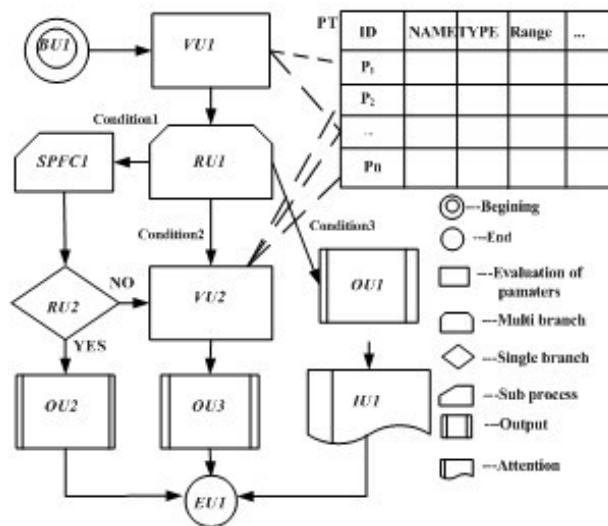 BU1
VU1
PT
ID NAME TYPE Range ...
P1
P2
...
Pn
Condition1
SPFC1
RU1
Condition2
Condition3
RU2
NO
YES
VU2
OU1
OU2
OU3
IU1
EU1
---Begining
---End
---Evaluation of
pamaters
---Multi branch
---Single branch
---Sub process
---Output
---Attention